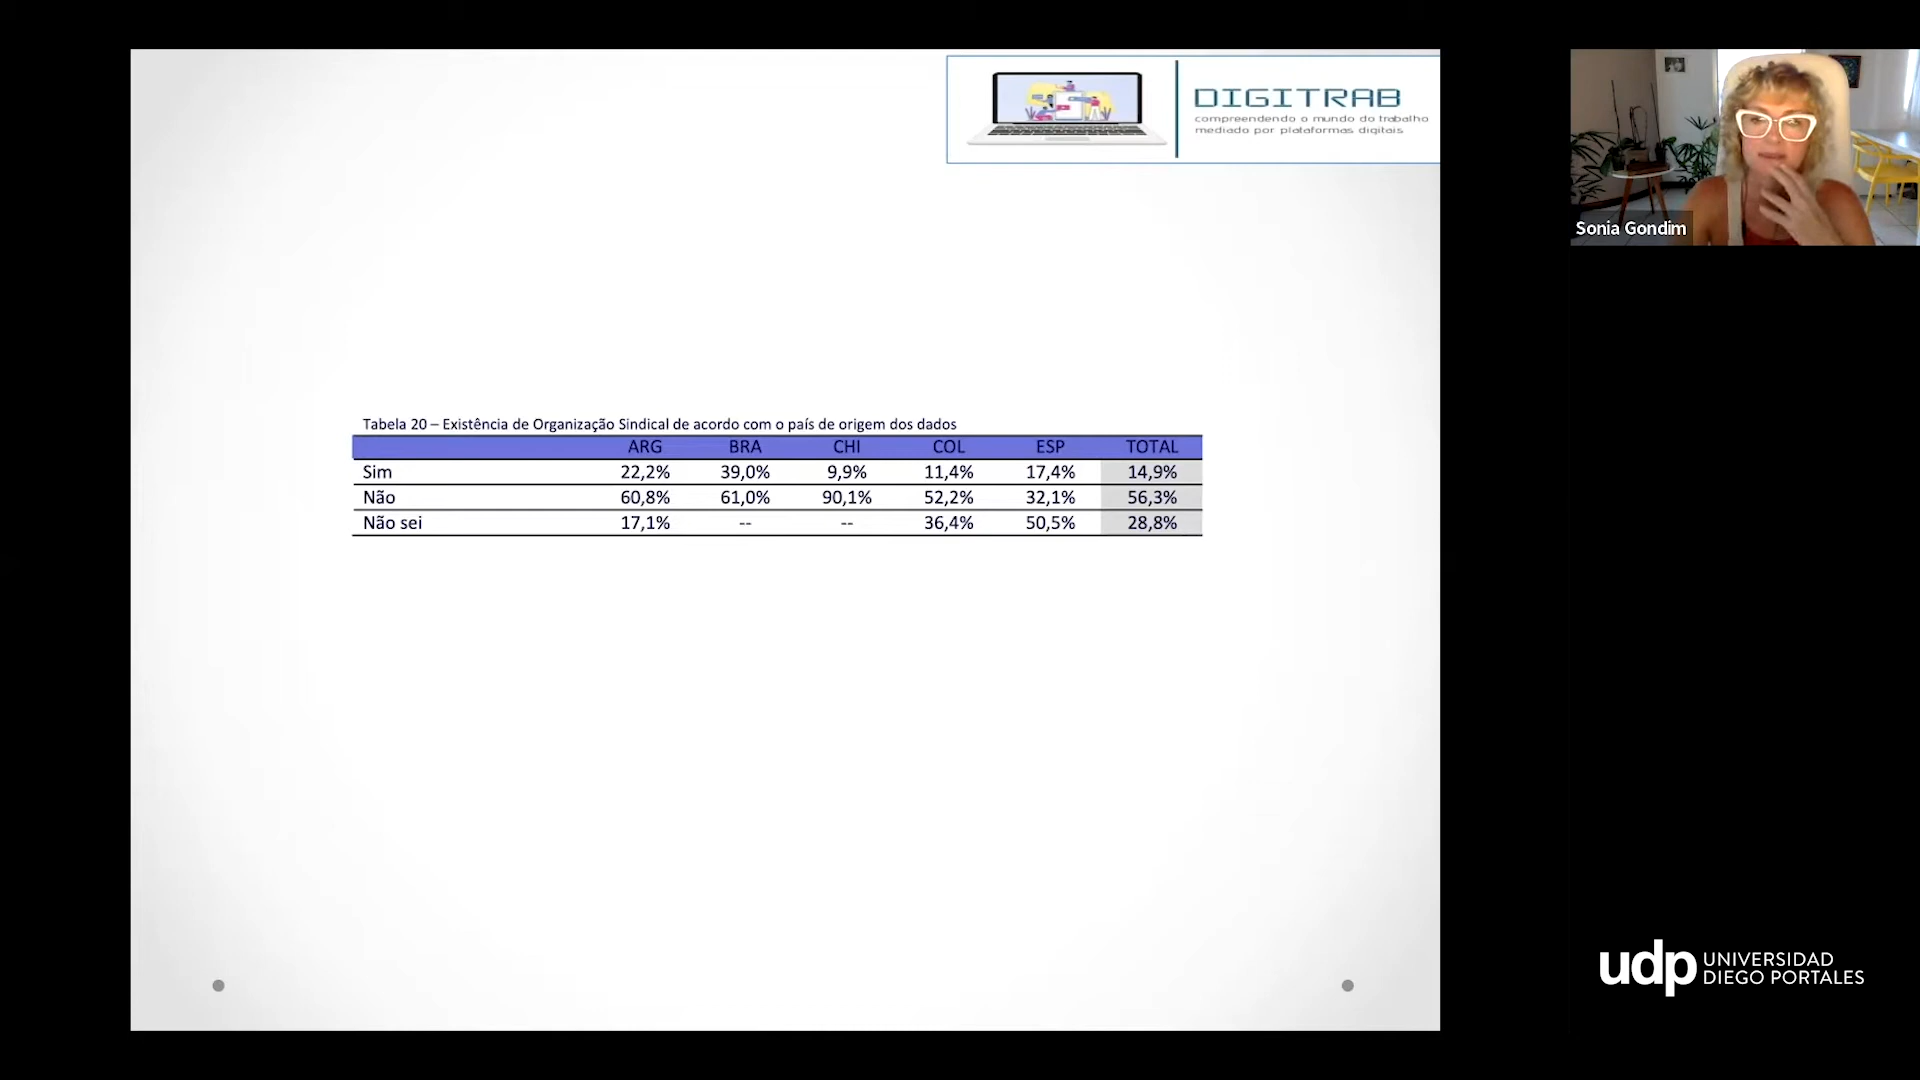 DIGITRAB
compreendendo o mundo do trabalho
mediado por plataformas digitais
Sonia Gondim
Tabela 20 – Existência de Organização Sindical de acordo com o país de origem dos dados
ARG BRA CHI COL ESP TOTAL
Sim 22,2% 39,0% 9,9% 11,4% 17,4% 14,9%
Não 60,8% 61,0% 90,1% 52,2% 32,1% 56,3%
Não sei 17,1% -- -- 36,4% 50,5% 28,8%
udp UNIVERSIDAD
DIEGO PORTALES